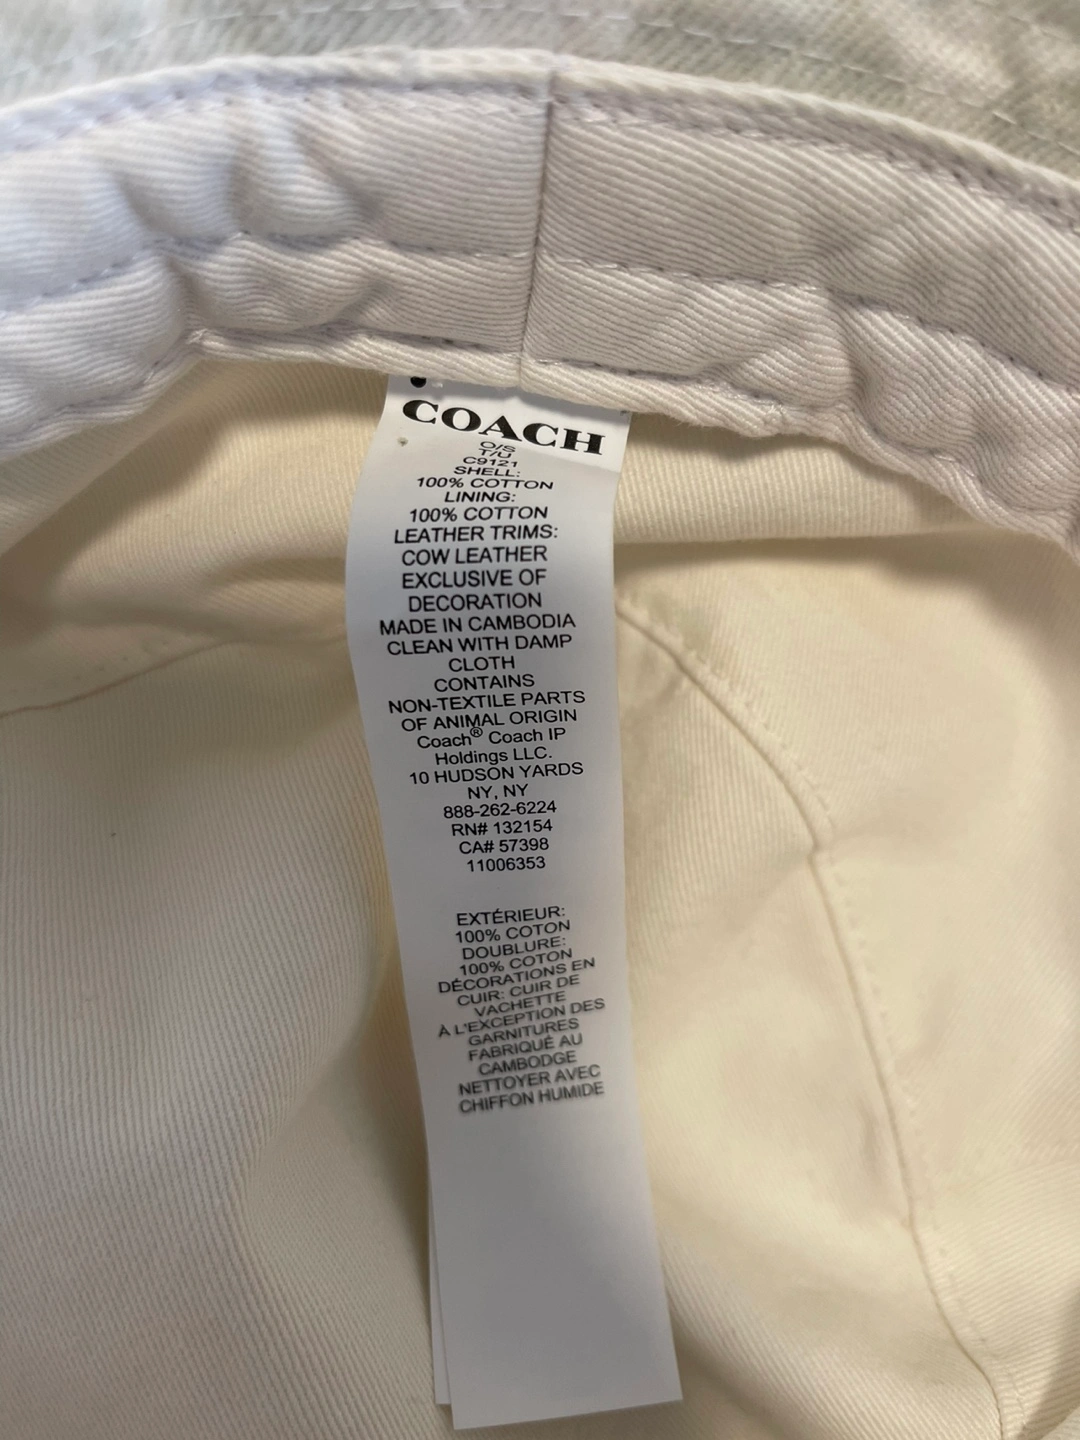 COACH
O/S
T/U
C9121
SHELL:
100% COTTON
LINING:
100% COTTON
LEATHER TRIMS:
COW LEATHER
EXCLUSIVE OF
DECORATION
MADE IN CAMBODIA
CLEAN WITH DAMP
CLOTH
CONTAINS
NON-TEXTILE PARTS
OF ANIMAL ORIGIN
Coach® Coach IP
Holdings LLC.
10 HUDSON YARDS
NY, NY
888-262-6224
RN# 132154
CA# 57398
11006353
EXTÉRIEUR:
100% COTON
DOUBLURE:
100% COTON
DÉCORATIONS EN
CUIR: CUIR DE
VACHETTE
À L'EXCEPTION DES
GARNITURES
FABRIQUÉ AU
CAMBODGE
NETTOYER AVEC
CHIFFON HUMIDE